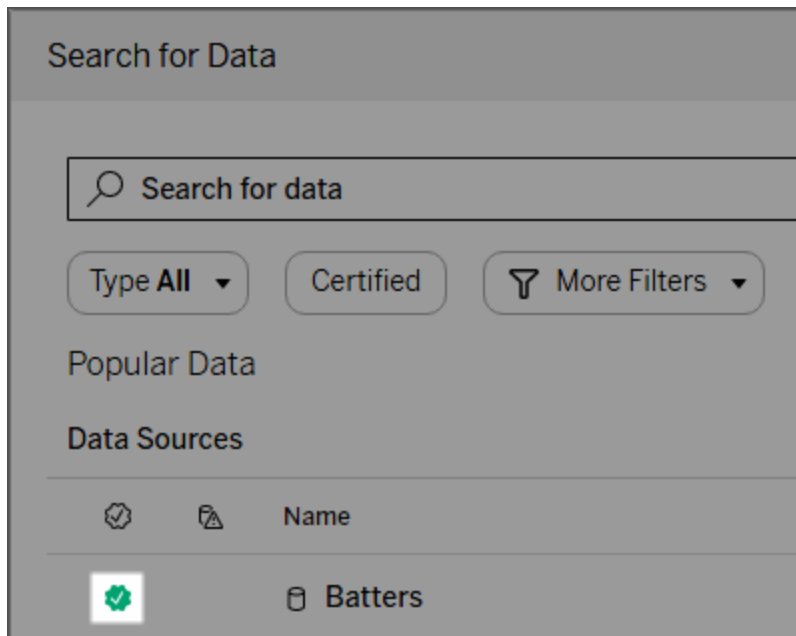 Search for Data
Search for data
Type All Certified More Filters
Popular Data
Data Sources
Name
Batters